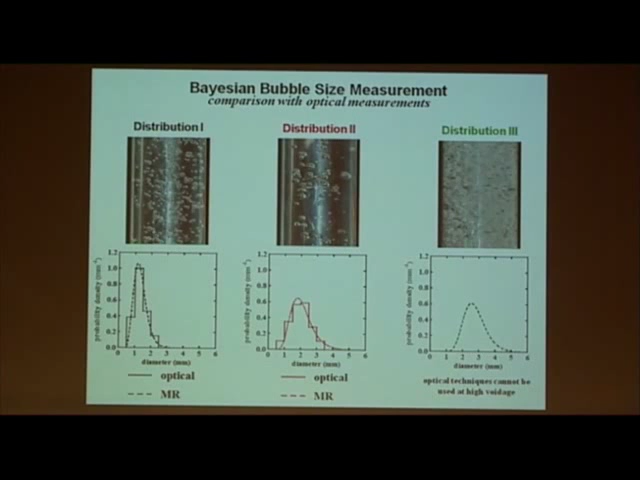 Bayesian Bubble Size Measurement
comparison with optical measurements
Distribution I
Distribution II
Distribution III
probability density (mm⁻¹)
1.2
1.0
0.8
0.6
0.4
0.2
0.0
0 1 2 3 4 5 6
diameter (mm)
optical
MR
probability density (mm⁻¹)
1.2
1.0
0.8
0.6
0.4
0.2
0.0
0 1 2 3 4 5 6
diameter (mm)
optical
MR
probability density (mm⁻¹)
1.2
1.0
0.8
0.6
0.4
0.2
0.0
0 1 2 3 4 5 6
diameter (mm)
optical techniques cannot be
used at high voidage